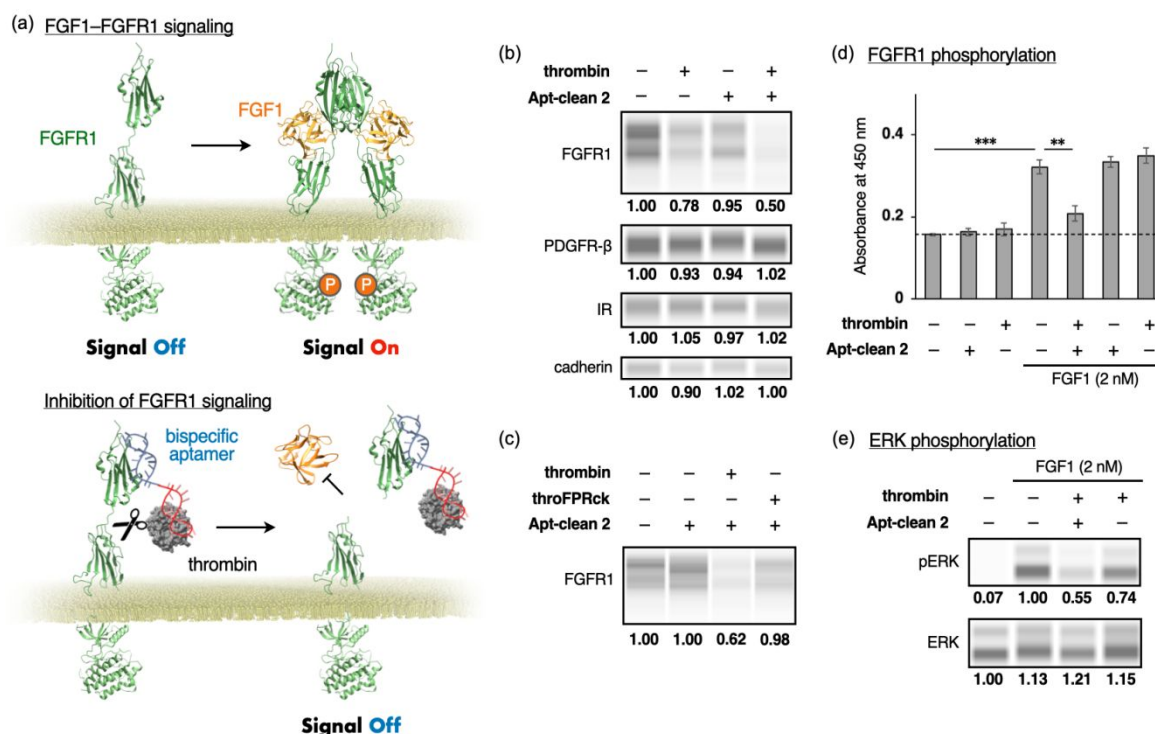 (a) FGF1–FGFR1 signaling
FGFR1
FGF1
P P
Signal Off
Signal On
Inhibition of FGFR1 signaling
bispecific
aptamer
thrombin
Signal Off
(b)
thrombin – + – +
Apt-clean 2 – – + +
FGFR1
1.00 0.78 0.95 0.50
PDGFR-β
1.00 0.93 0.94 1.02
IR
1.00 1.05 0.97 1.02
cadherin
1.00 0.90 1.02 1.00
(c)
thrombin – – + –
throFPRck – – – +
Apt-clean 2 – + + +
FGFR1
1.00 1.00 0.62 0.98
(d) FGFR1 phosphorylation
Absorbance at 450 nm
0.4
0.2
0
*** **
thrombin – – + – + – +
Apt-clean 2 – + – – + + –
FGF1 (2 nM)
(e) ERK phosphorylation
FGF1 (2 nM)
thrombin – – + +
Apt-clean 2 – – + –
pERK
0.07 1.00 0.55 0.74
ERK
1.00 1.13 1.21 1.15